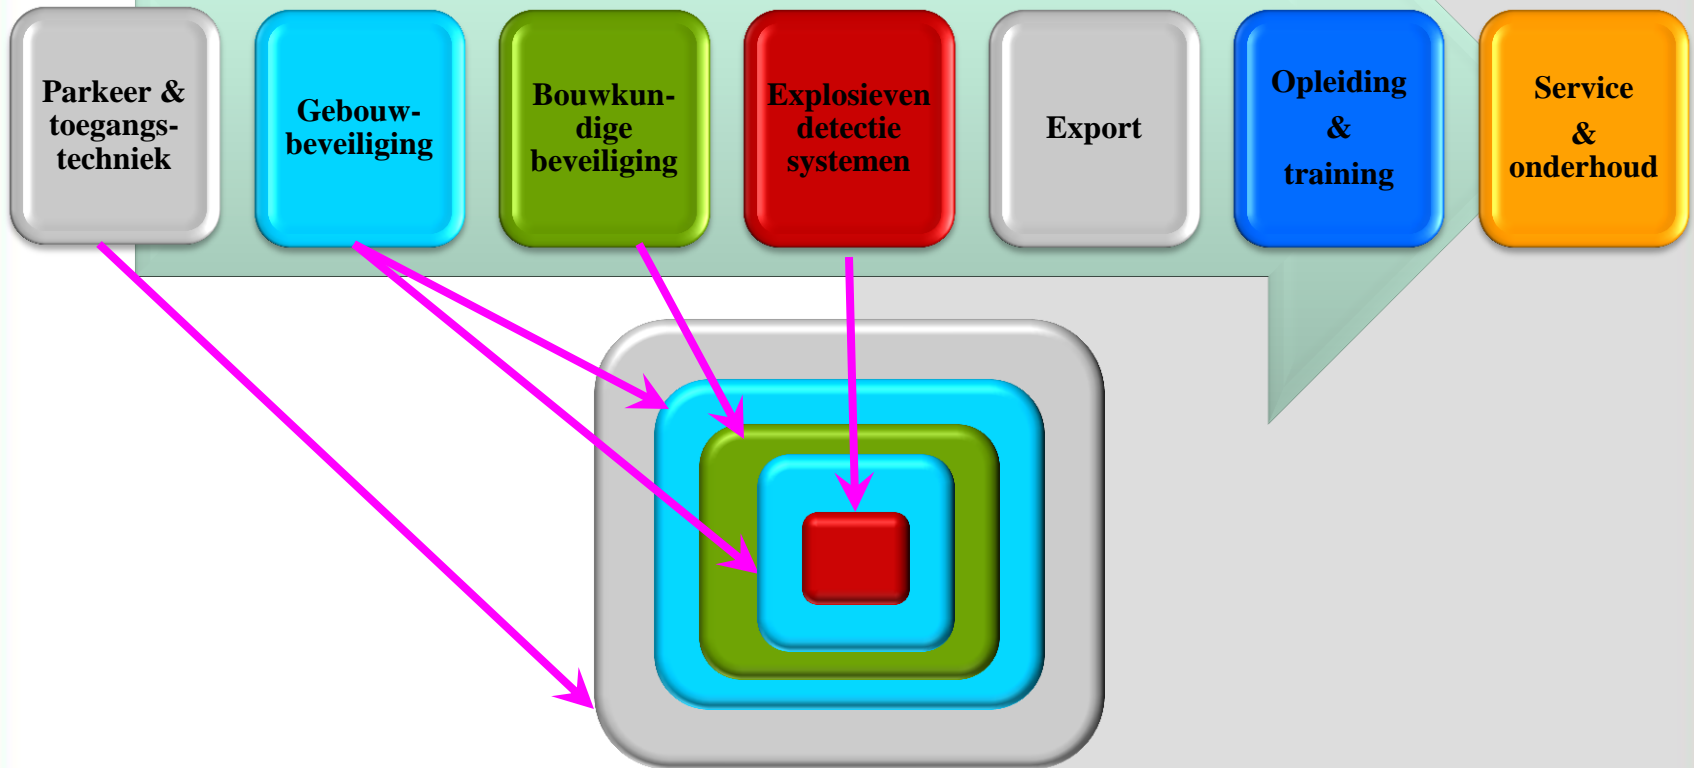 Parkeer &
toegangs-
techniek
Gebouw-
beveiliging
Bouwkun-
dige
beveiliging
Explosieven
detectie
systemen
Export
Opleiding
&
training
Service
&
onderhoud